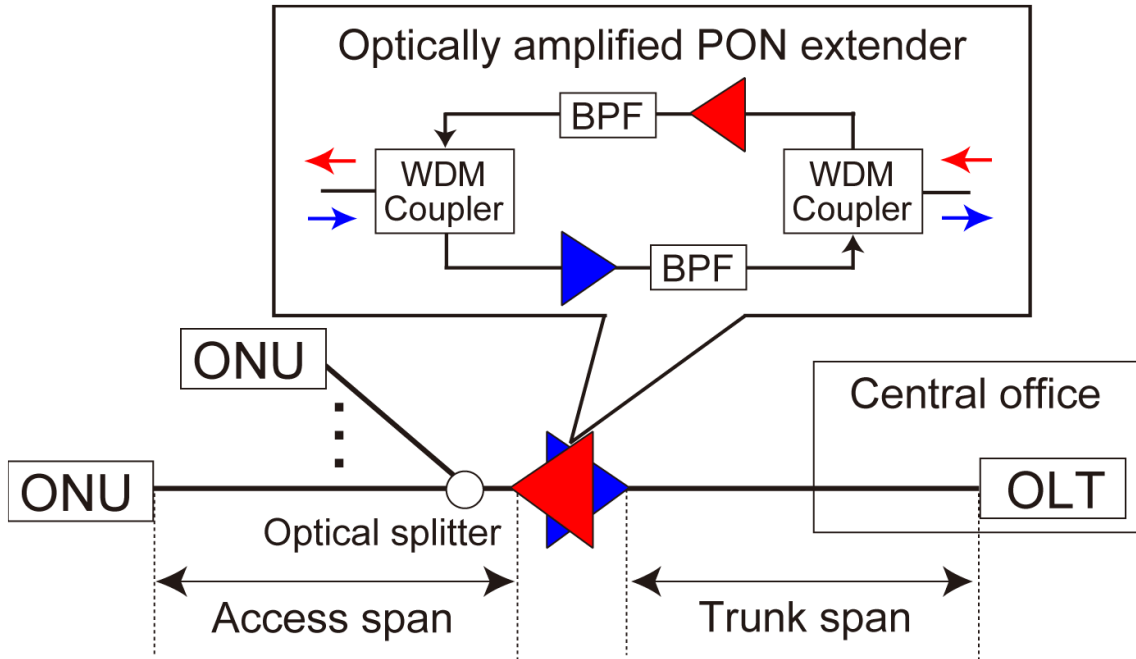 Optically amplified PON extender
BPF
WDM
Coupler
WDM
Coupler
BPF
ONU
Central office
ONU
OLT
Optical splitter
Access span
Trunk span